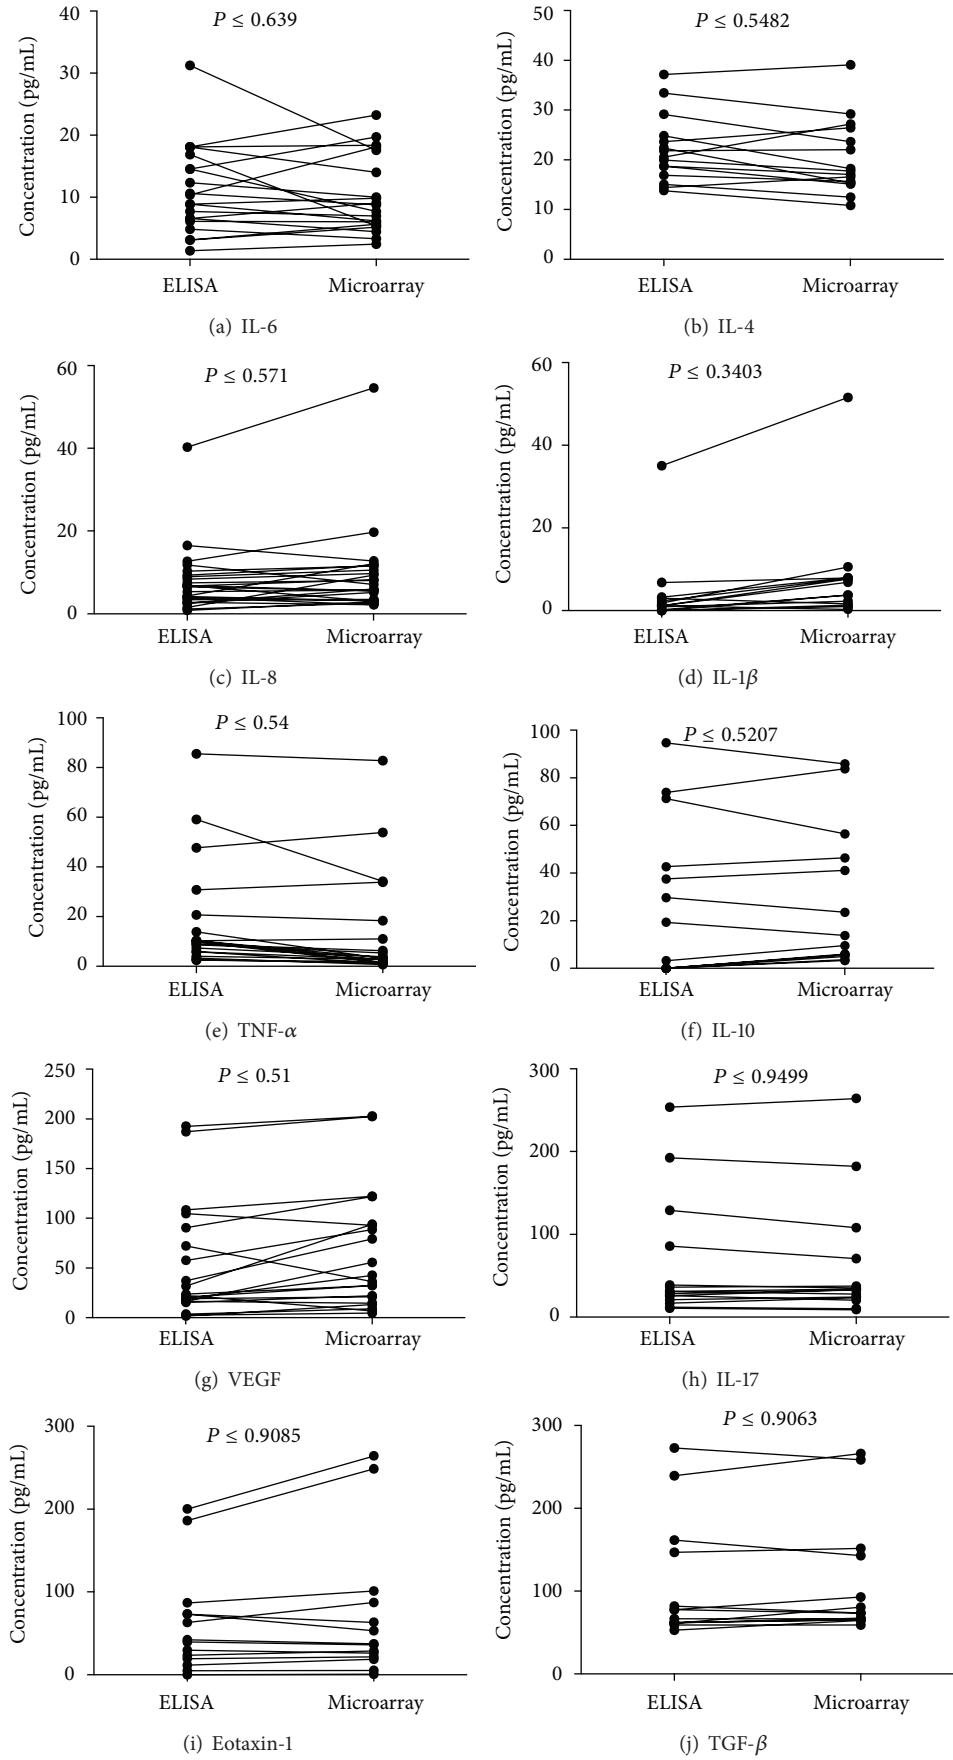 P ≤ 0.639
Concentration (pg/mL)
40
30
20
10
0
ELISA
Microarray
(a) IL-6
P ≤ 0.5482
Concentration (pg/mL)
50
40
30
20
10
0
ELISA
Microarray
(b) IL-4
P ≤ 0.571
Concentration (pg/mL)
60
40
20
0
ELISA
Microarray
(c) IL-8
P ≤ 0.3403
Concentration (pg/mL)
60
40
20
0
ELISA
Microarray
(d) IL-1β
P ≤ 0.54
Concentration (pg/mL)
100
80
60
40
20
0
ELISA
Microarray
(e) TNF-α
P ≤ 0.5207
Concentration (pg/mL)
100
80
60
40
20
0
ELISA
Microarray
(f) IL-10
P ≤ 0.51
Concentration (pg/mL)
250
200
150
100
50
0
ELISA
Microarray
(g) VEGF
P ≤ 0.9499
Concentration (pg/mL)
300
200
100
0
ELISA
Microarray
(h) IL-17
P ≤ 0.9085
Concentration (pg/mL)
300
200
100
0
ELISA
Microarray
(i) Eotaxin-1
P ≤ 0.9063
Concentration (pg/mL)
300
200
100
0
ELISA
Microarray
(j) TGF-β